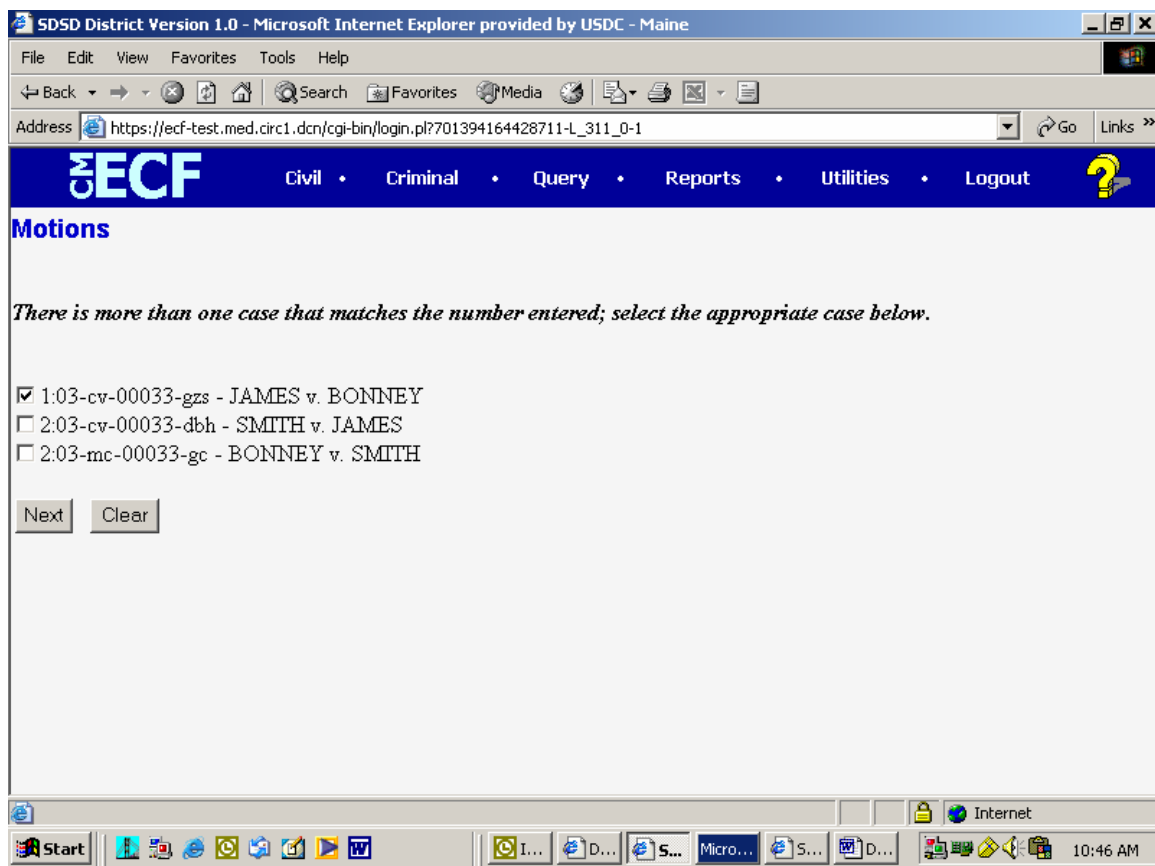 SDSD District Version 1.0 - Microsoft Internet Explorer provided by USDC - Maine
File Edit View Favorites Tools Help
Back Search Favorites Media
Address https://ecf-test.med.circ1.dcn/cgi-bin/login.pl?701394164428711-L_311_0-1 Go Links »
CM ECF Civil • Criminal • Query • Reports • Utilities • Logout ?
Motions
There is more than one case that matches the number entered; select the appropriate case below.
1:03-cv-00033-gzs - JAMES v. BONNEY
2:03-cv-00033-dbh - SMITH v. JAMES
2:03-mc-00033-gc - BONNEY v. SMITH
Next Clear
Internet
Start I... D... S... Micro... S... D... 10:46 AM